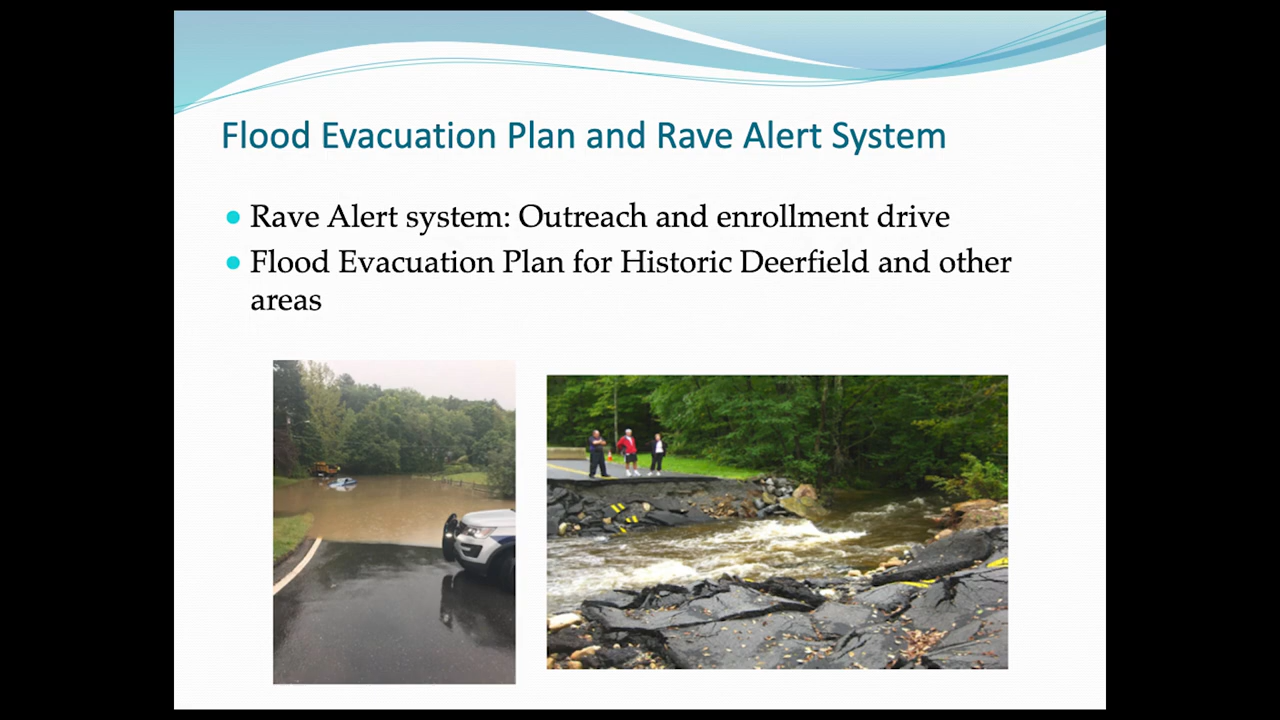 Flood Evacuation Plan and Rave Alert System
Rave Alert system: Outreach and enrollment drive
Flood Evacuation Plan for Historic Deerfield and other
areas